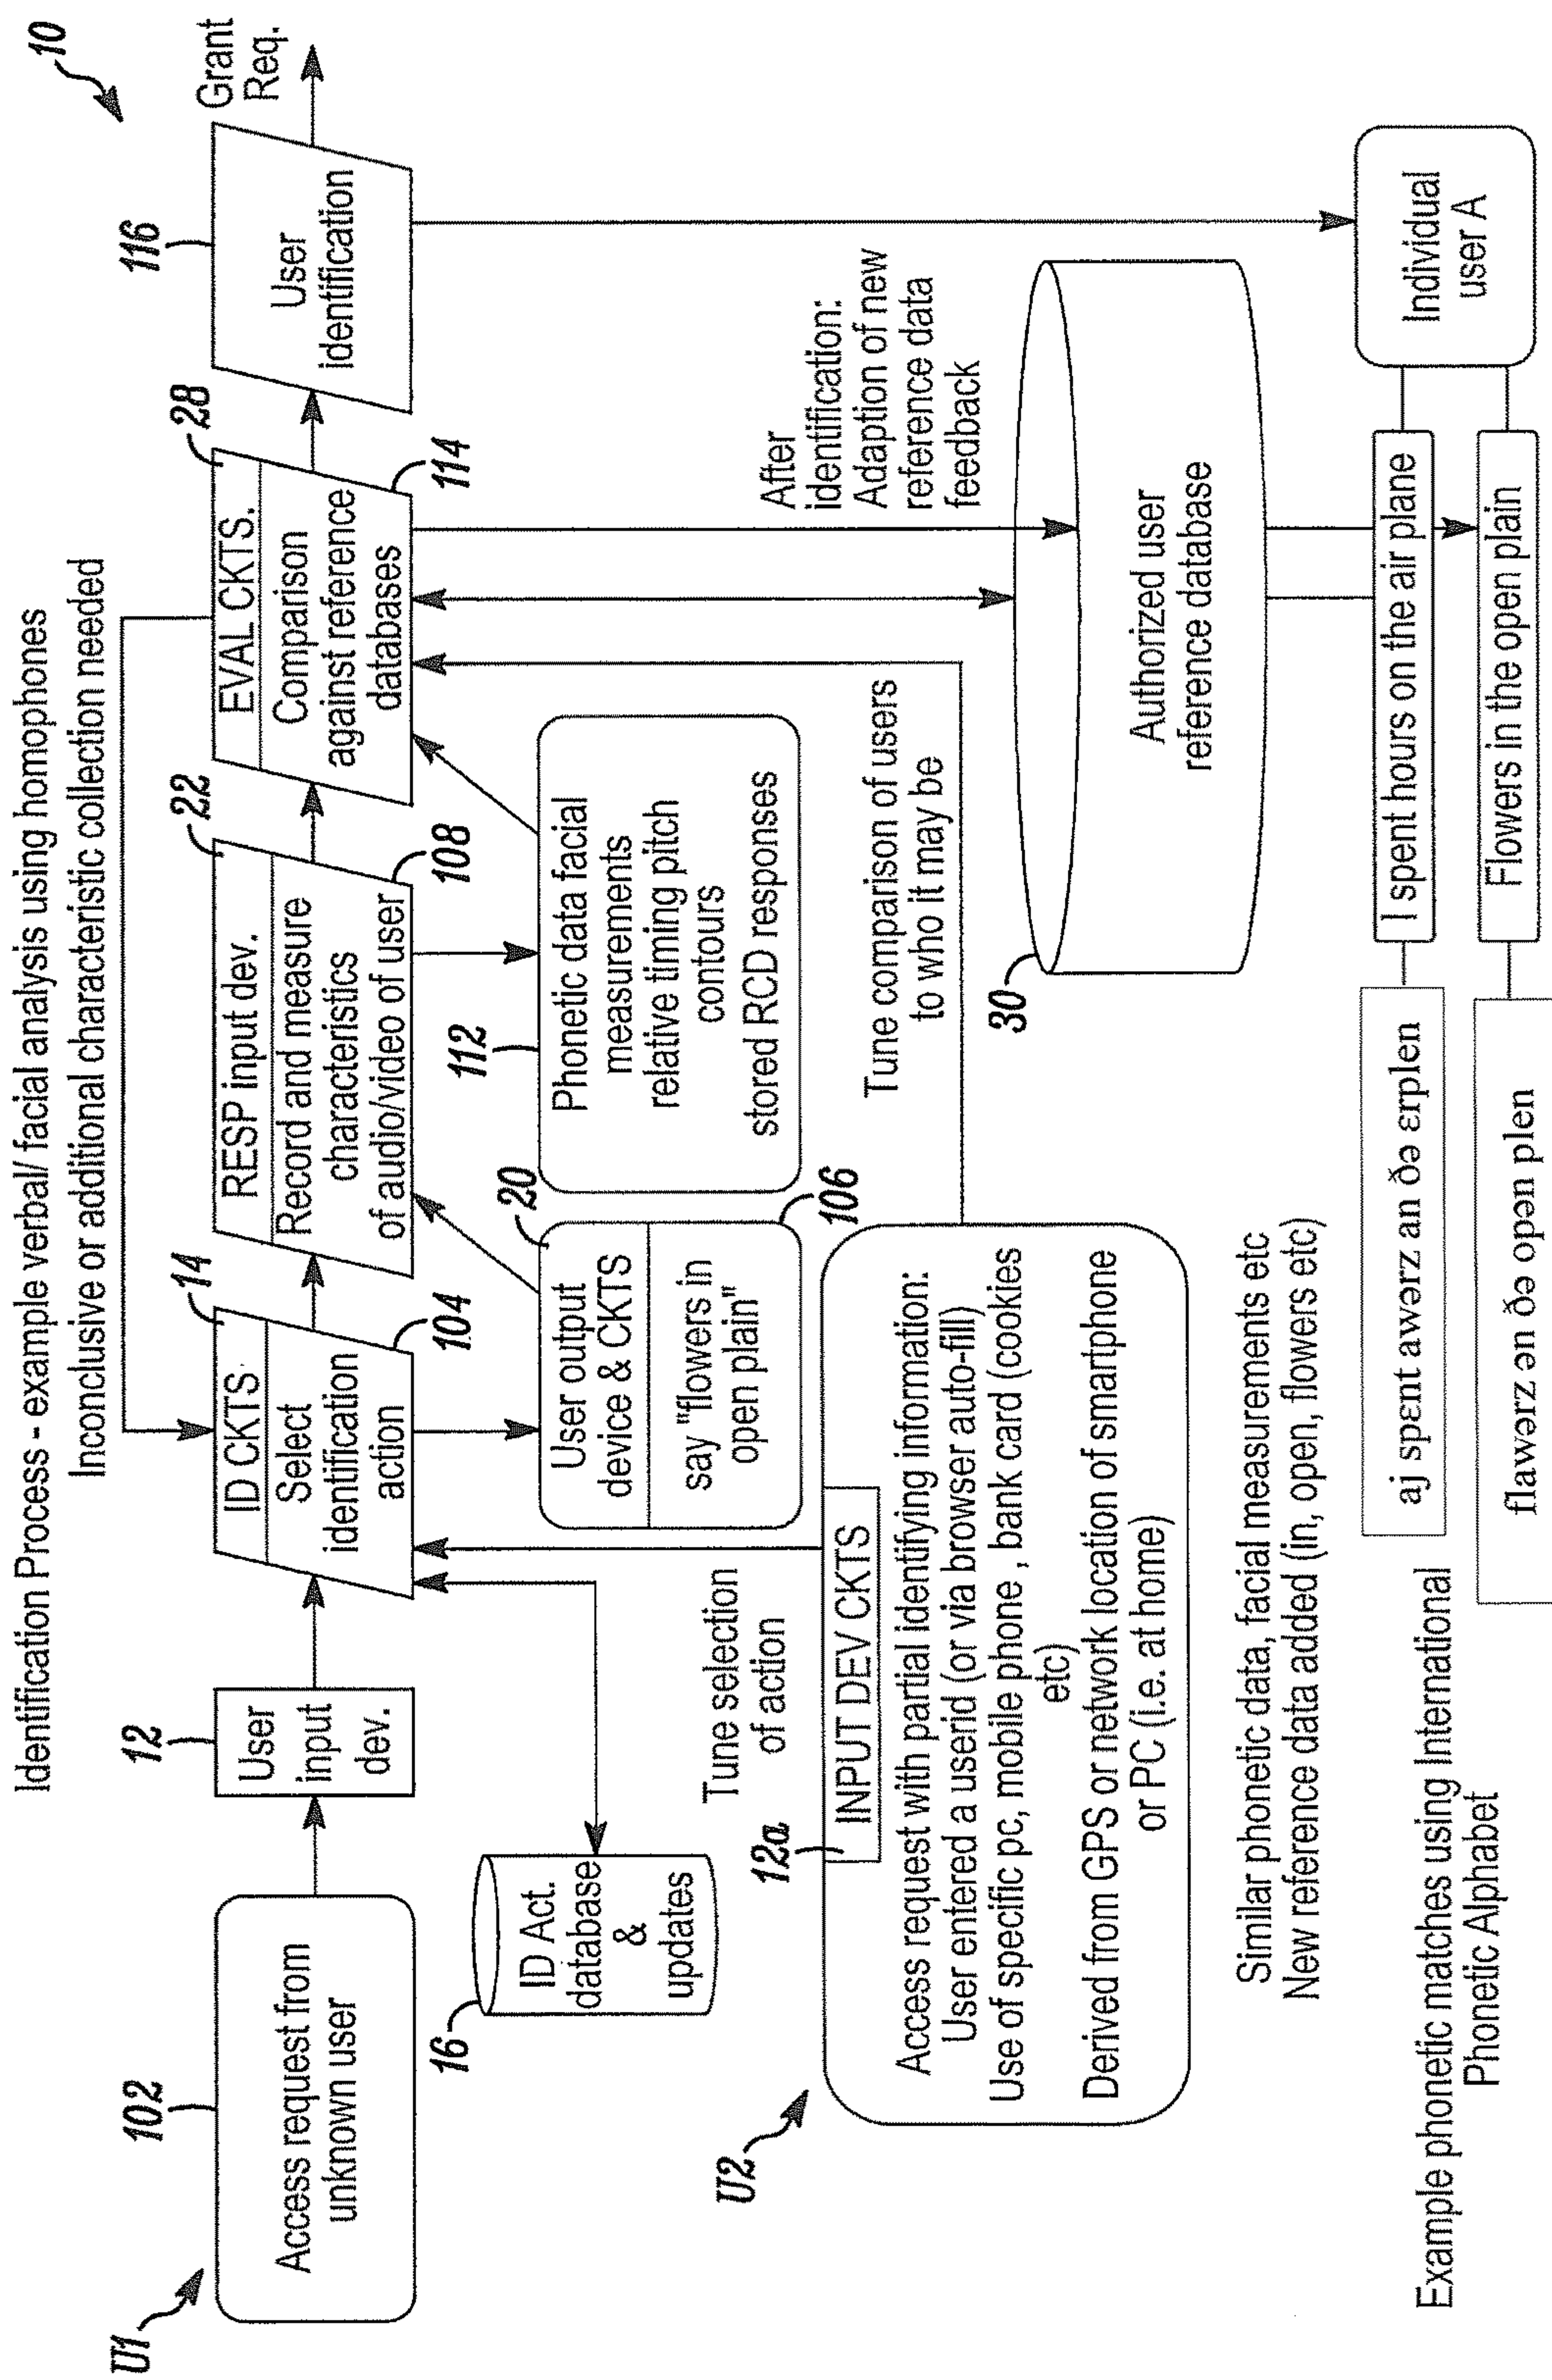 Identification Process - example verbal/ facial analysis using homophones
Inconclusive or additional characteristic collection needed
10
U1
102
Access request from
unknown user
12
User
input
dev.
14
ID CKTS
Select
identification
action
104
22
RESP input dev.
Record and measure
characteristics
of audio/video of user
108
28
EVAL CKTS.
Comparison
against reference
databases
114
116
User
identification
Grant
Req.
16
ID Act.
database
&
updates
Tune selection
of action
20
User output
device & CKTS
say "flowers in
open plain"
106
112
Phonetic data facial
measurements
relative timing pitch
contours
stored RCD responses
After
identification:
Adaption of new
reference data
feedback
U2
12a
INPUT DEV CKTS
Access request with partial identifying information:
User entered a userid (or via browser auto-fill)
Use of specific pc, mobile phone , bank card (cookies
etc)
Derived from GPS or network location of smartphone
or PC (i.e. at home)
Tune comparison of users
to who it may be
30
Authorized user
reference database
Similar phonetic data, facial measurements etc
New reference data added (in, open, flowers etc)
Example phonetic matches using International
Phonetic Alphabet
aj spɛnt awərz an ðə ɛrplen
I spent hours on the air plane
flawərz ən ðə opən plen
Flowers in the open plain
Individual
user A